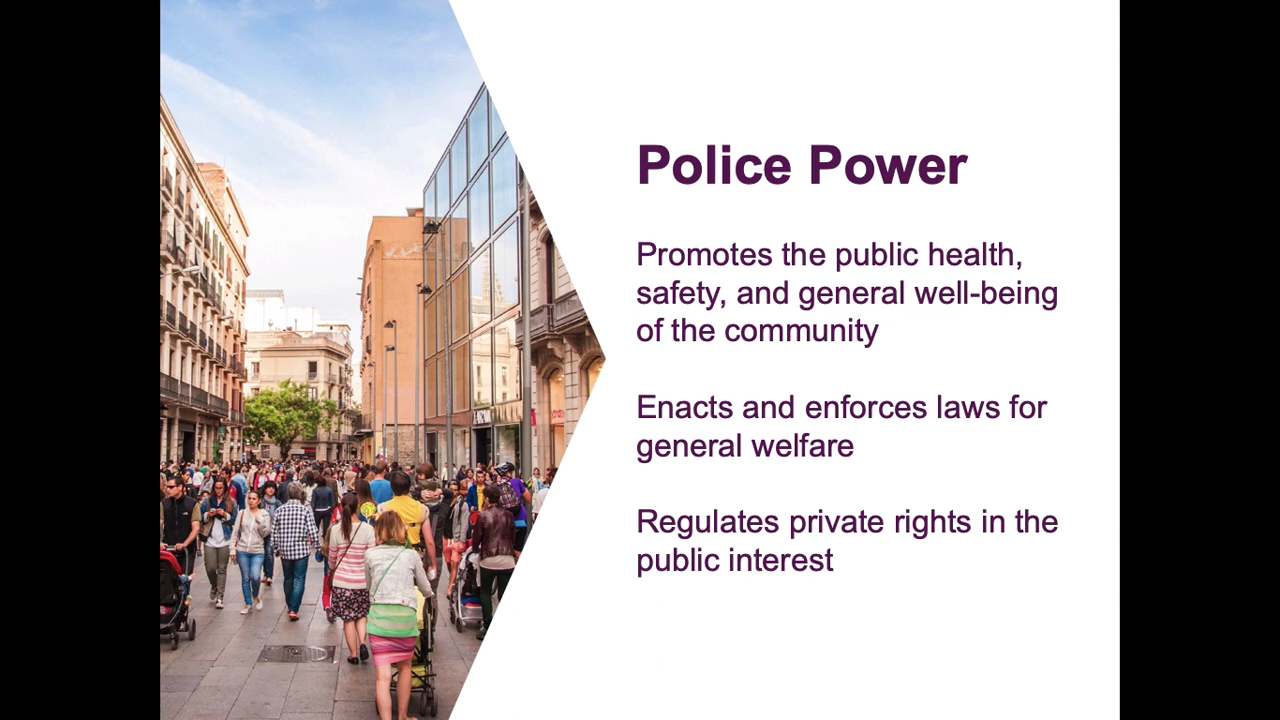 Police Power
Promotes the public health,
safety, and general well-being
of the community
Enacts and enforces laws for
general welfare
Regulates private rights in the
public interest